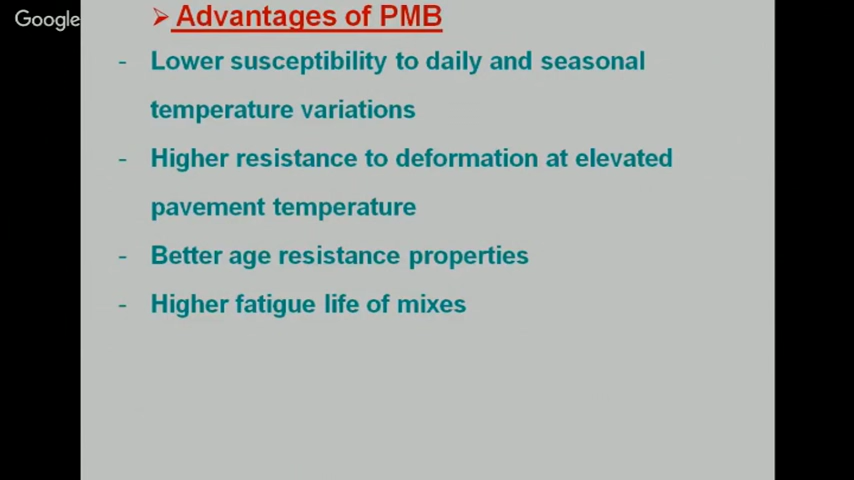 Google
➢ Advantages of PMB
- Lower susceptibility to daily and seasonal
temperature variations
- Higher resistance to deformation at elevated
pavement temperature
- Better age resistance properties
- Higher fatigue life of mixes